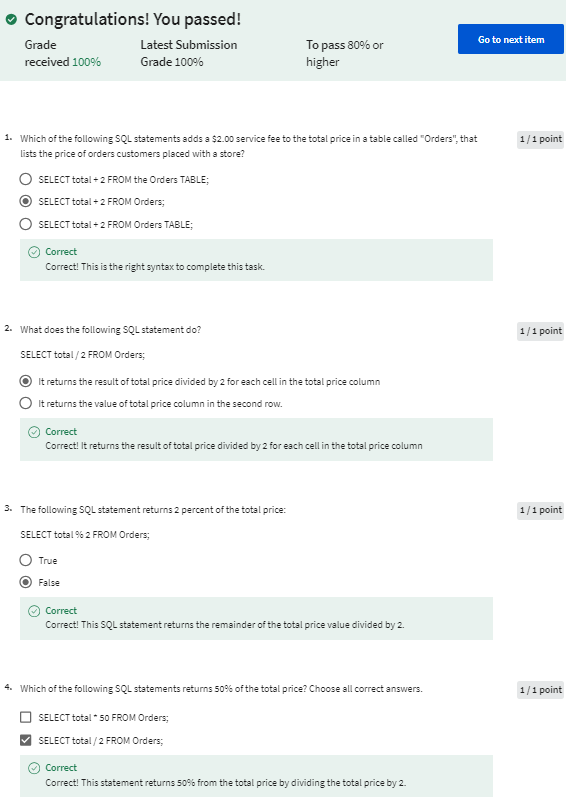 Congratulations! You passed!
Grade received 100%
Latest Submission Grade 100%
To pass 80% or higher
Go to next item
1. Which of the following SQL statements adds a $2.00 service fee to the total price in a table called "Orders", that
lists the price of orders customers placed with a store?
1 / 1 point
SELECT total + 2 FROM the Orders TABLE;
SELECT total + 2 FROM Orders;
SELECT total + 2 FROM Orders TABLE;
Correct
Correct! This is the right syntax to complete this task.
2. What does the following SQL statement do?
1 / 1 point
SELECT total / 2 FROM Orders;
It returns the result of total price divided by 2 for each cell in the total price column
It returns the value of total price column in the second row.
Correct
Correct! It returns the result of total price divided by 2 for each cell in the total price column
3. The following SQL statement returns 2 percent of the total price:
1 / 1 point
SELECT total % 2 FROM Orders;
True
False
Correct
Correct! This SQL statement returns the remainder of the total price value divided by 2.
4. Which of the following SQL statements returns 50% of the total price? Choose all correct answers.
1 / 1 point
SELECT total * 50 FROM Orders;
SELECT total / 2 FROM Orders;
Correct
Correct! This statement returns 50% from the total price by dividing the total price by 2.